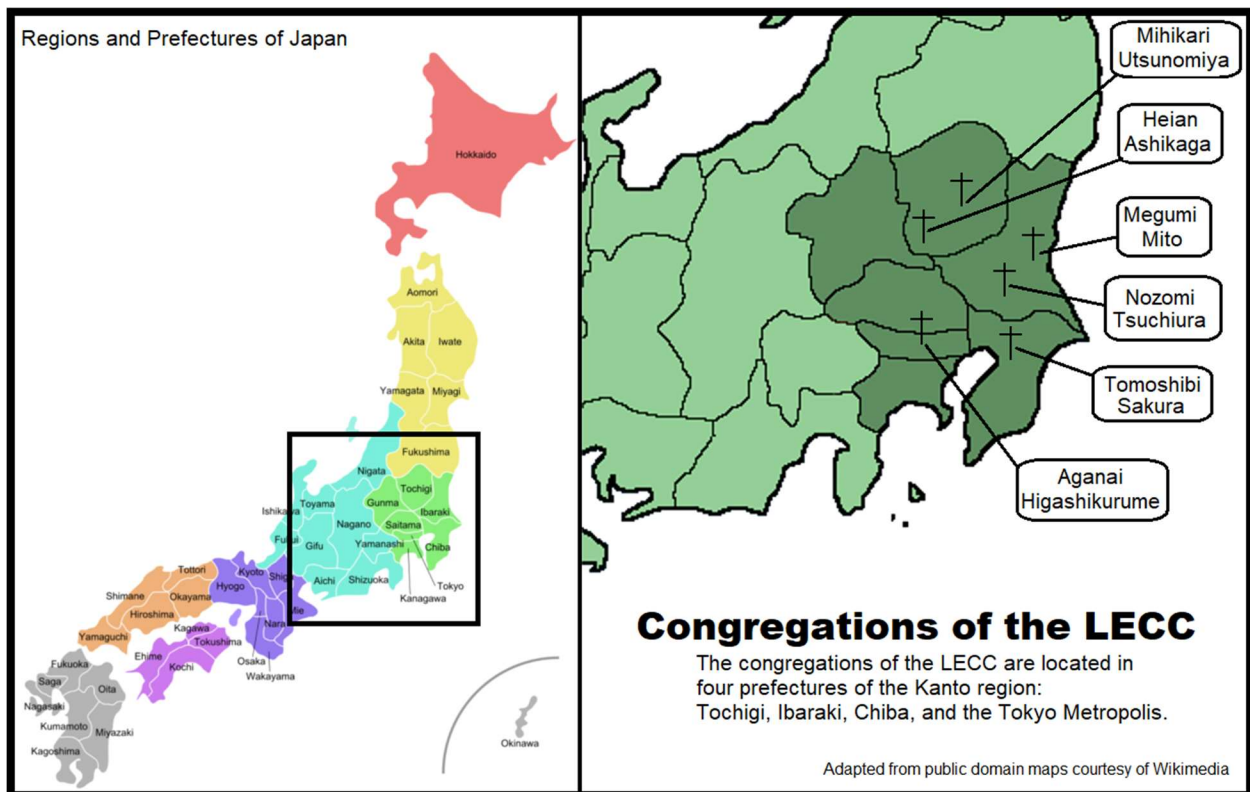 Regions and Prefectures of Japan
Hokkaido
Aomori
Akita
Iwate
Yamagata
Miyagi
Fukushima
Nigata
Tochigi
Gunma
Toyama
Ishikawa
Ibaraki
Nagano
Saitama
Fukui
Gifu
Yamanashi
Chiba
Aichi
Shizuoka
Tokyo
Kanagawa
Tottori
Kyoto
Shiga
Hyogo
Shimane
Okayama
Hiroshima
Mie
Nara
Yamaguchi
Kagawa
Tokushima
Ehime
Kochi
Osaka
Wakayama
Fukuoka
Saga
Oita
Nagasaki
Kumamoto
Miyazaki
Kagoshima
Okinawa
Mihikari
Utsunomiya
Heian
Ashikaga
Megumi
Mito
Nozomi
Tsuchiura
Tomoshibi
Sakura
Aganai
Higashikurume
Congregations of the LECC
The congregations of the LECC are located in
four prefectures of the Kanto region:
Tochigi, Ibaraki, Chiba, and the Tokyo Metropolis.
Adapted from public domain maps courtesy of Wikimedia